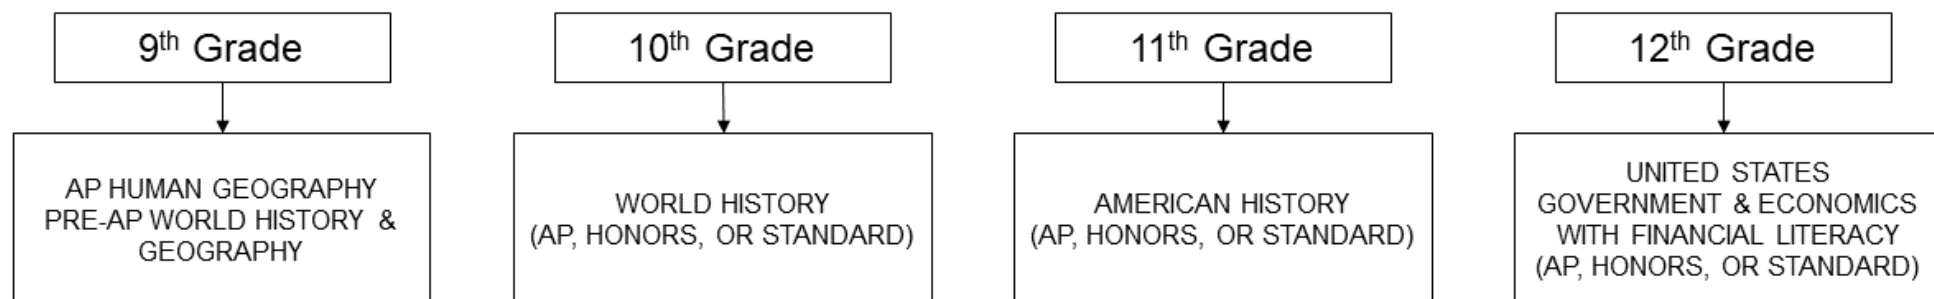 9th Grade
10th Grade
11th Grade
12th Grade
AP HUMAN GEOGRAPHY
PRE-AP WORLD HISTORY &
GEOGRAPHY
WORLD HISTORY
(AP, HONORS, OR STANDARD)
AMERICAN HISTORY
(AP, HONORS, OR STANDARD)
UNITED STATES
GOVERNMENT & ECONOMICS
WITH FINANCIAL LITERACY
(AP, HONORS, OR STANDARD)